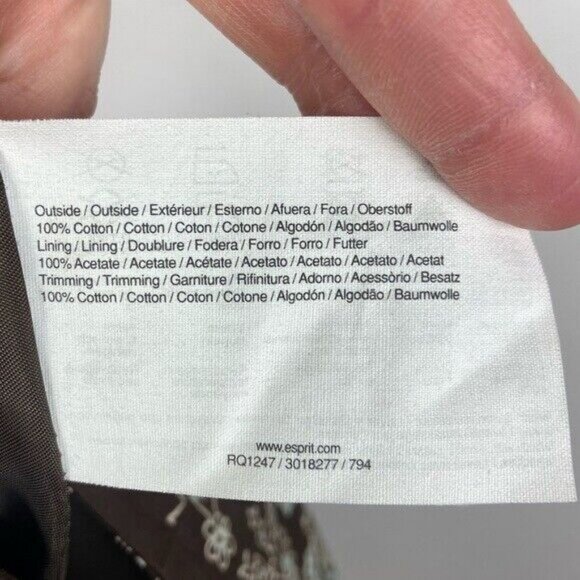 Outside / Outside / Extérieur / Esterno / Afuera / Fora / Oberstoff
100% Cotton / Cotton / Coton / Cotone / Algodón / Algodão / Baumwolle
Lining / Lining / Doublure / Fodera / Forro / Forro / Futter
100% Acetate / Acetate / Acétate / Acetato / Acetato / Acetato / Acetat
Trimming / Trimming / Garniture / Rifinitura / Adorno / Acessòrio / Besatz
100% Cotton / Cotton / Coton / Cotone / Algodón / Algodão / Baumwolle
www.esprit.com
RQ1247 / 3018277 / 794